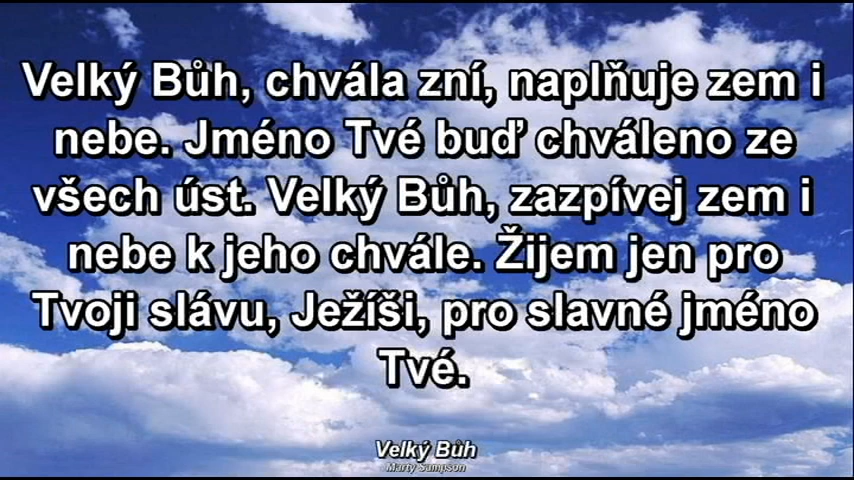 Velký Bůh, chvála zní, naplňuje zem i
nebe. Jméno Tvé buď chváleno ze
všech úst. Velký Bůh, zazpívej zem i
nebe k jeho chvále. Žijem jen pro
Tvoji slávu, Ježíši, pro slavné jméno
Tvé.
Velký Bůh
Marty Sampson